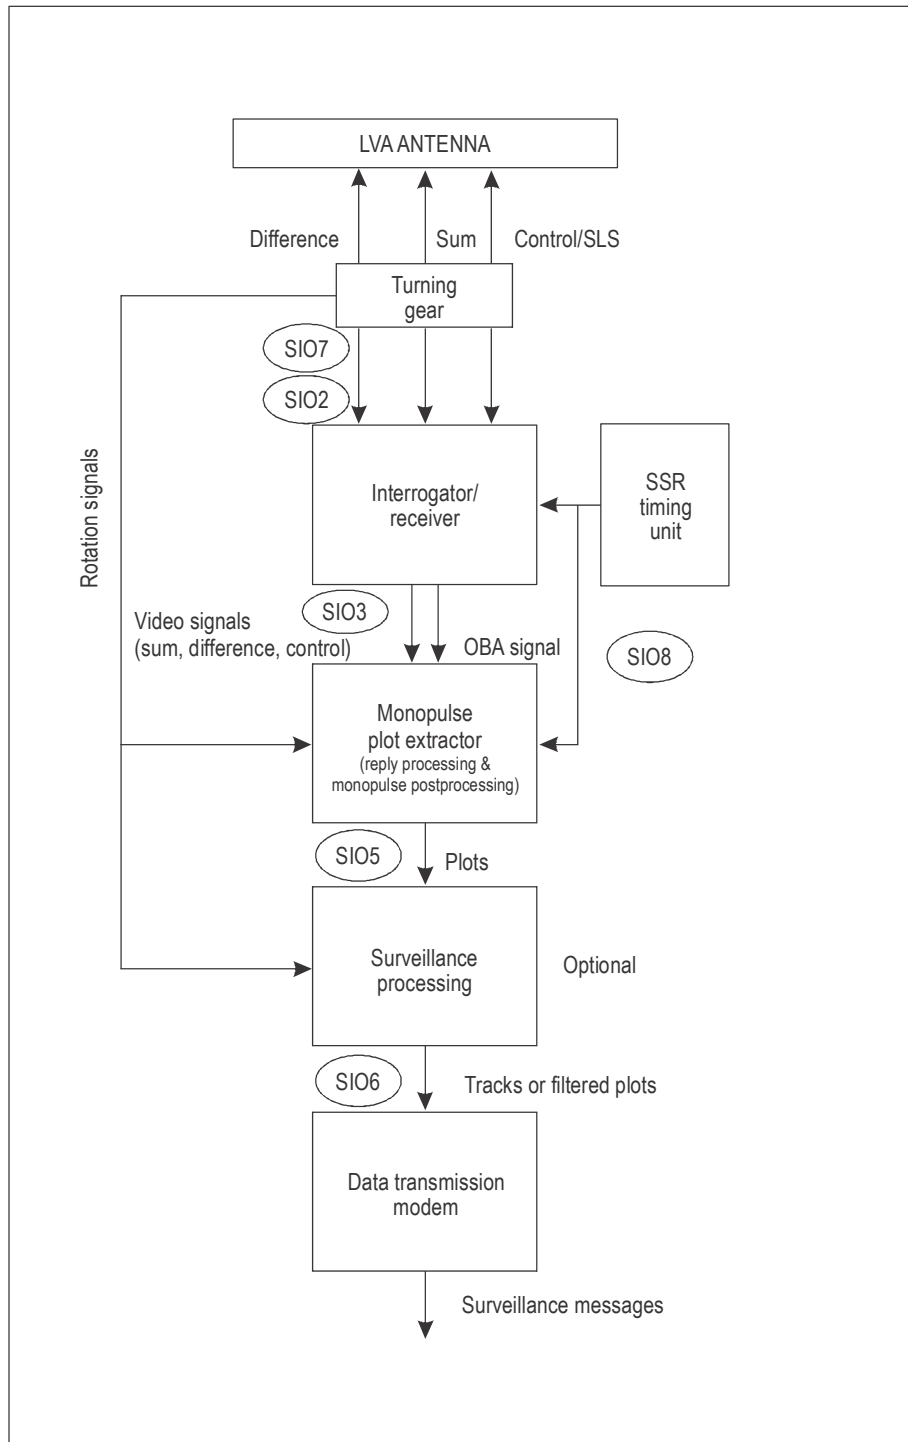 LVA ANTENNA
Difference
Sum
Control/SLS
Turning
gear
SIO7
SIO2
Rotation signals
Interrogator/
receiver
SSR
timing
unit
SIO3
Video signals
(sum, difference, control)
OBA signal
SIO8
Monopulse
plot extractor
(reply processing &
monopulse postprocessing)
SIO5
Plots
Surveillance
processing
Optional
SIO6
Tracks or filtered plots
Data transmission
modem
Surveillance messages